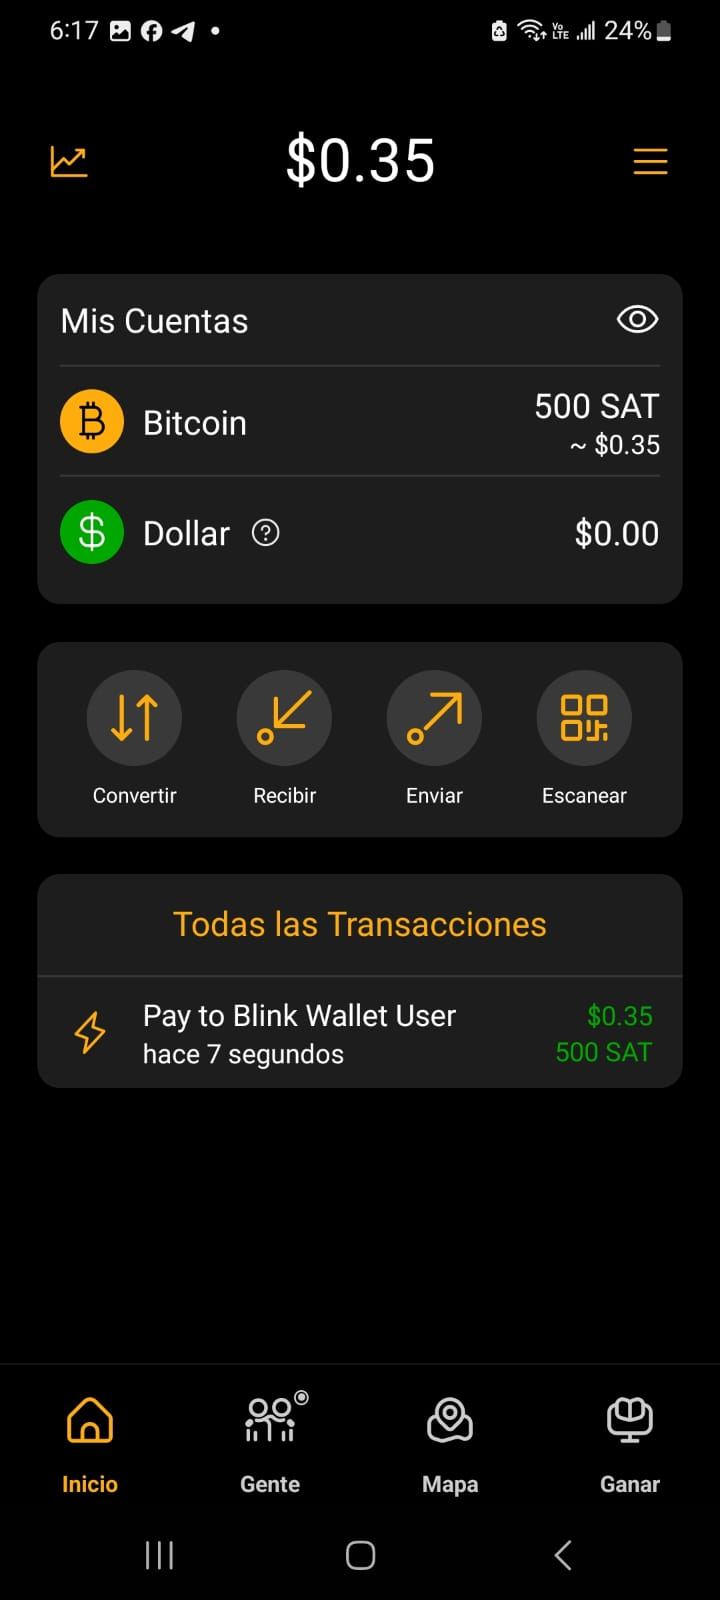 6:17
Vo LTE 24%
$0.35
Mis Cuentas
Bitcoin 500 SAT
~ $0.35
Dollar ? $0.00
Convertir Recibir Enviar Escanear
Todas las Transacciones
Pay to Blink Wallet User $0.35
hace 7 segundos 500 SAT
Inicio Gente Mapa Ganar